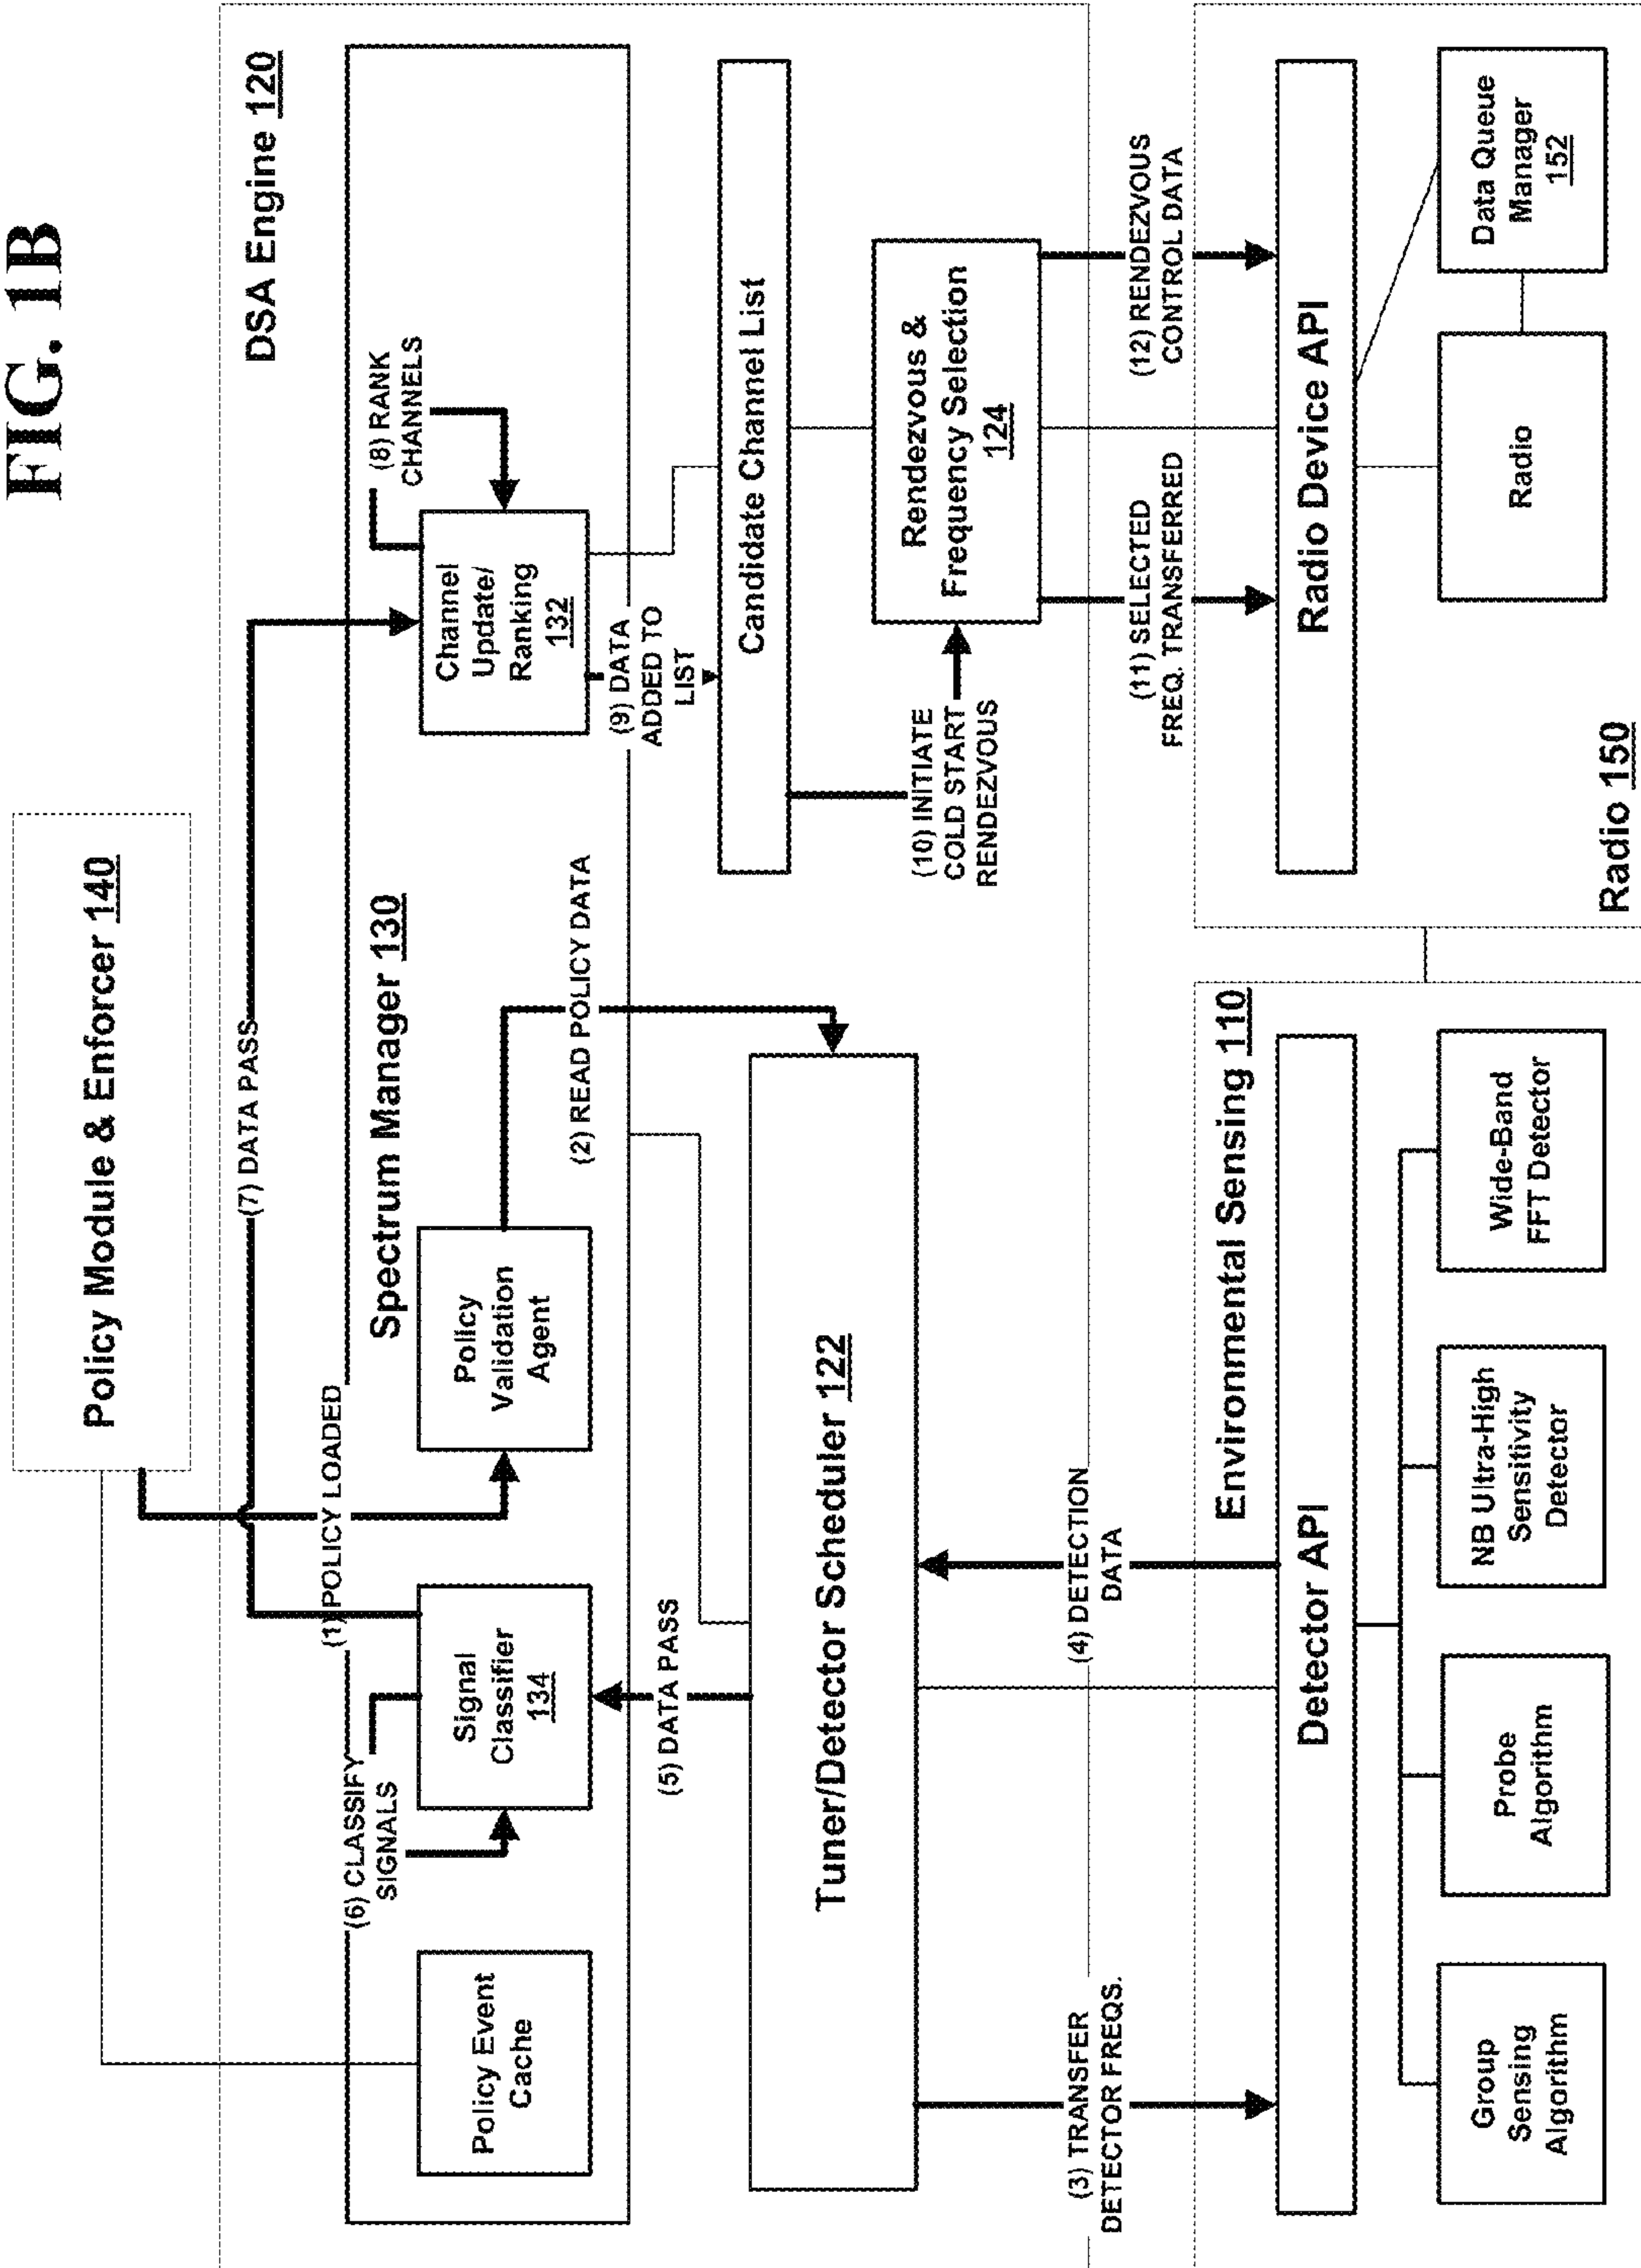 FIG. 1B
Policy Module & Enforcer 140
DSA Engine 120
(7) DATA PASS
(1) POLICY LOADED
Spectrum Manager 130
(6) CLASSIFY
SIGNALS
(8) RANK
CHANNELS
Policy Event
Cache
Signal
Classifier
134
Policy
Validation
Agent
Channel
Update/
Ranking
132
(2) READ POLICY DATA
(5) DATA PASS
(9) DATA
ADDED TO
LIST
Tuner/Detector Scheduler 122
Candidate Channel List
(10) INITIATE
COLD START
RENDEZVOUS
Rendezvous &
Frequency Selection
124
(3) TRANSFER
DETECTOR FREQS.
(4) DETECTION
DATA
(11) SELECTED
FREQ. TRANSFERRED
(12) RENDEZVOUS
CONTROL DATA
Environmental Sensing 110
Detector API
Radio Device API
Group
Sensing
Algorithm
Probe
Algorithm
NB Ultra-High
Sensitivity
Detector
Wide-Band
FFT Detector
Radio
Data Queue
Manager
152
Radio 150